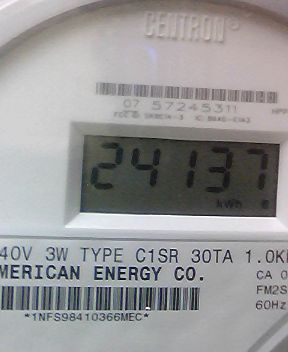 CENTRON®
07 57245311
24137
kWh
40V 3W TYPE C1SR 30TA 1.0K
MERICAN ENERGY CO.
CA 0
FM2S
60Hz
*1NFS98410366MEC*